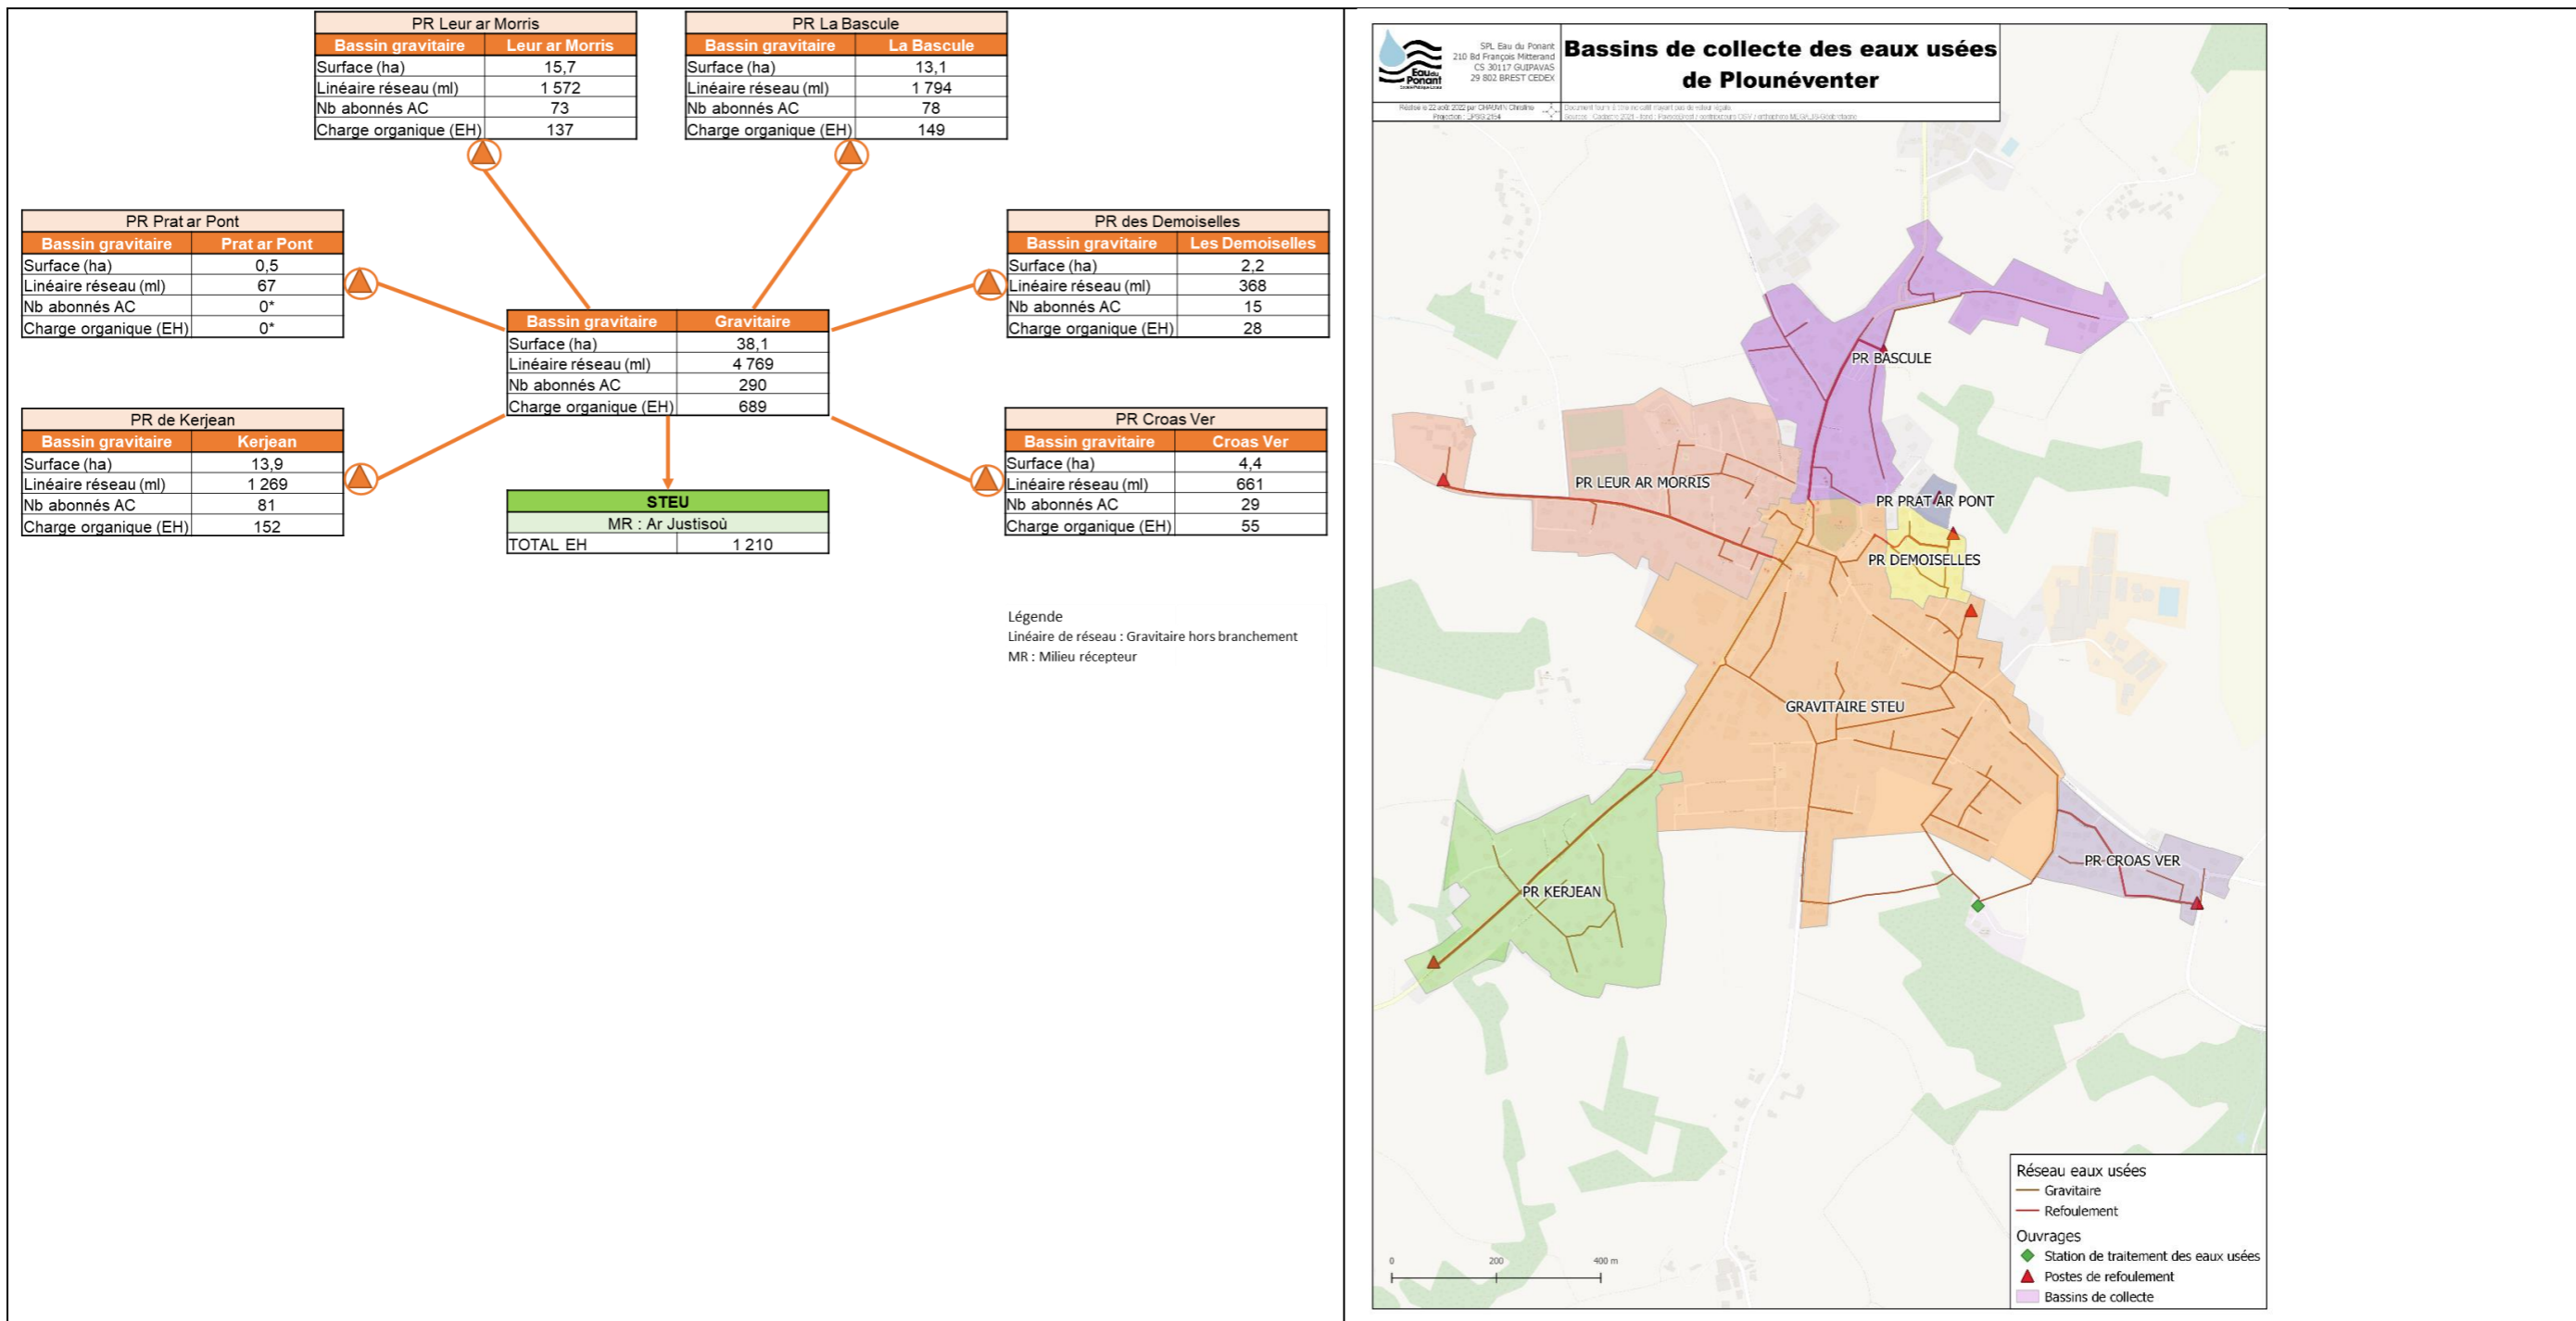 PR Leur ar Morris
Bassin gravitaire Leur ar Morris
Surface (ha) 15,7
Linéaire réseau (ml) 1 572
Nb abonnés AC 73
Charge organique (EH) 137
PR La Bascule
Bassin gravitaire La Bascule
Surface (ha) 13,1
Linéaire réseau (ml) 1 794
Nb abonnés AC 78
Charge organique (EH) 149
PR Prat ar Pont
Bassin gravitaire Prat ar Pont
Surface (ha) 0,5
Linéaire réseau (ml) 67
Nb abonnés AC 0*
Charge organique (EH) 0*
PR des Demoiselles
Bassin gravitaire Les Demoiselles
Surface (ha) 2,2
Linéaire réseau (ml) 368
Nb abonnés AC 15
Charge organique (EH) 28
Bassin gravitaire Gravitaire
Surface (ha) 38,1
Linéaire réseau (ml) 4 769
Nb abonnés AC 290
Charge organique (EH) 689
PR de Kerjean
Bassin gravitaire Kerjean
Surface (ha) 13,9
Linéaire réseau (ml) 1 269
Nb abonnés AC 81
Charge organique (EH) 152
PR Croas Ver
Bassin gravitaire Croas Ver
Surface (ha) 4,4
Linéaire réseau (ml) 661
Nb abonnés AC 29
Charge organique (EH) 55
STEU
MR : Ar Justisoù
TOTAL EH 1 210
Légende
Linéaire de réseau : Gravitaire hors branchement
MR : Milieu récepteur
Eau du
Ponant
SPL Eau du Ponant
210 Bd François Mitterand
CS 30117 GUIPAVAS
29 802 BREST CEDEX
Bassins de collecte des eaux usées
de Plounéventer
Réalisé le 22 août 2022 par CHAUVIN Christine
PR BASCULE
PR LEUR AR MORRIS
PR PRAT AR PONT
PR DEMOISELLES
GRAVITAIRE STEU
PR CROAS VER
PR KERJEAN
0 200 400 m
Réseau eaux usées
Gravitaire
Refoulement
Ouvrages
Station de traitement des eaux usées
Postes de refoulement
Bassins de collecte